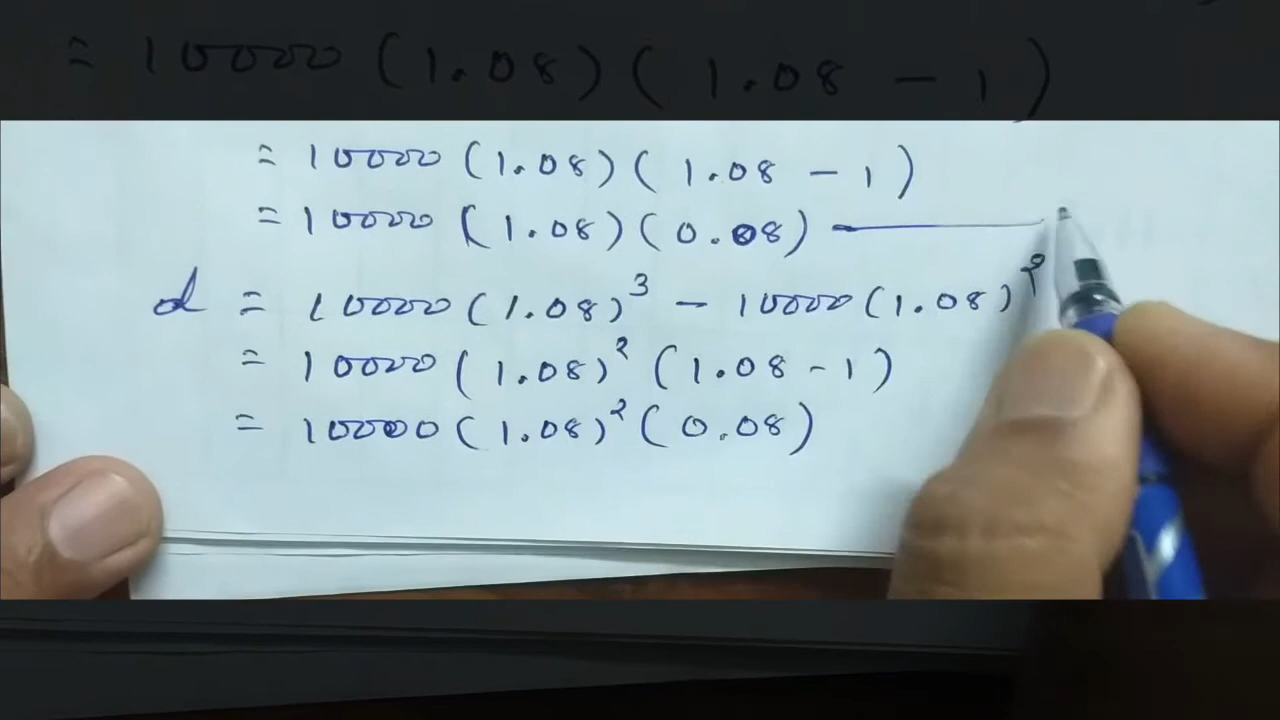 = 10000 (1.08) (1.08 - 1)
= 10000 (1.08) (1.08 - 1)
= 10000 (1.08) (0.08)
d = 10000 (1.08)³ - 10000 (1.08)²
= 10000 (1.08)² (1.08 - 1)
= 10000 (1.08)² (0.08)